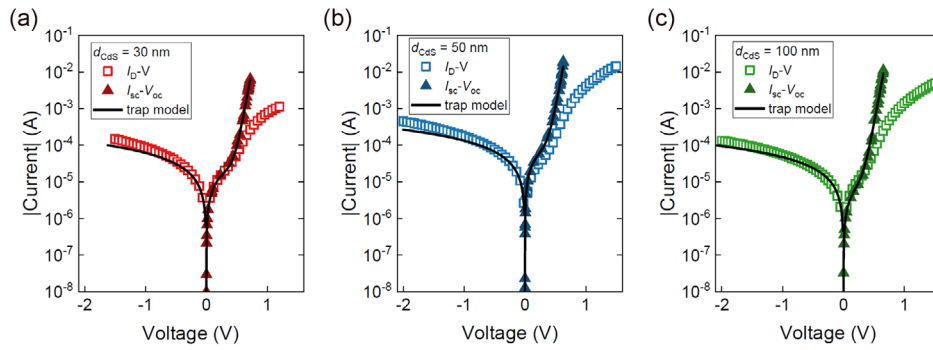 (a)
10⁻¹
10⁻²
10⁻³
10⁻⁴
10⁻⁵
10⁻⁶
10⁻⁷
10⁻⁸
|Current| (A)
d_CdS = 30 nm
I_D-V
I_sc-V_oc
trap model
-2
-1
0
1
Voltage (V)
(b)
10⁻¹
10⁻²
10⁻³
10⁻⁴
10⁻⁵
10⁻⁶
10⁻⁷
10⁻⁸
|Current| (A)
d_CdS = 50 nm
I_D-V
I_sc-V_oc
trap model
-2
-1
0
1
Voltage (V)
(c)
10⁻¹
10⁻²
10⁻³
10⁻⁴
10⁻⁵
10⁻⁶
10⁻⁷
10⁻⁸
|Current| (A)
d_CdS = 100 nm
I_D-V
I_sc-V_oc
trap model
-2
-1
0
1
Voltage (V)